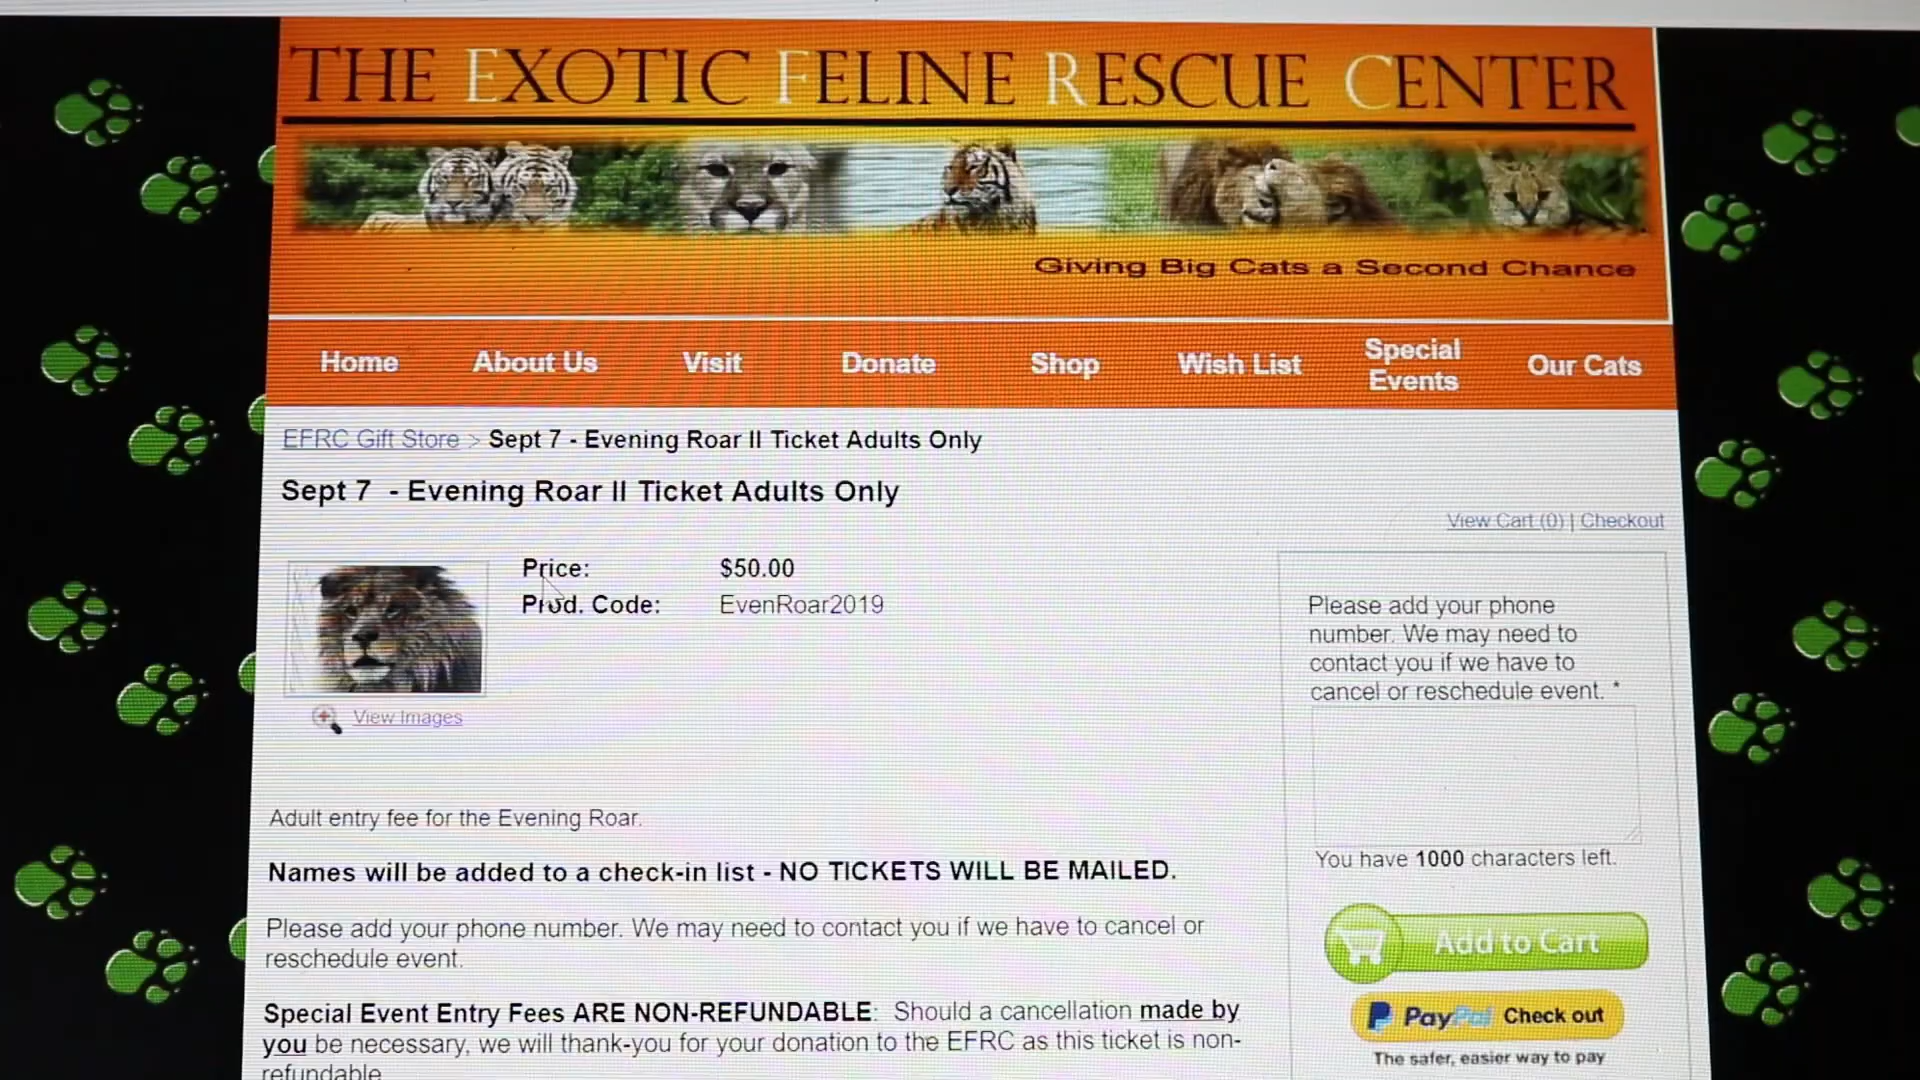 THE EXOTIC FELINE RESCUE CENTER
Giving Big Cats a Second Chance
Home About Us Visit Donate Shop Wish List Special Events Our Cats
EFRC Gift Store > Sept 7 - Evening Roar II Ticket Adults Only
Sept 7 - Evening Roar II Ticket Adults Only
View Cart (0) | Checkout
Price: $50.00
Prod. Code: EvenRoar2019
View Images
Please add your phone
number. We may need to
contact you if we have to
cancel or reschedule event. *
You have 1000 characters left.
Add to Cart
PayPal Check out
The safer, easier way to pay
Adult entry fee for the Evening Roar.
Names will be added to a check-in list - NO TICKETS WILL BE MAILED.
Please add your phone number. We may need to contact you if we have to cancel or
reschedule event.
Special Event Entry Fees ARE NON-REFUNDABLE: Should a cancellation made by
you be necessary, we will thank-you for your donation to the EFRC as this ticket is non-
refundable